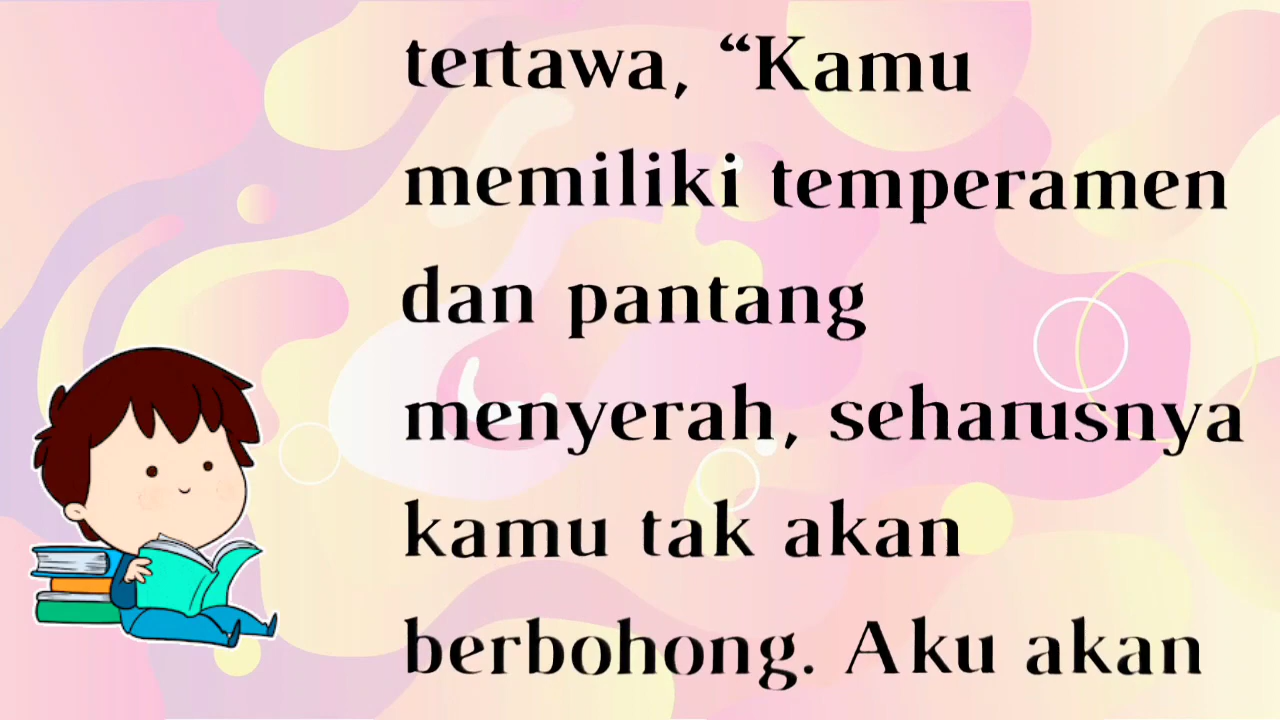 tertawa, “Kamu
memiliki temperamen
dan pantang
menyerah, seharusnya
kamu tak akan
berbohong. Aku akan